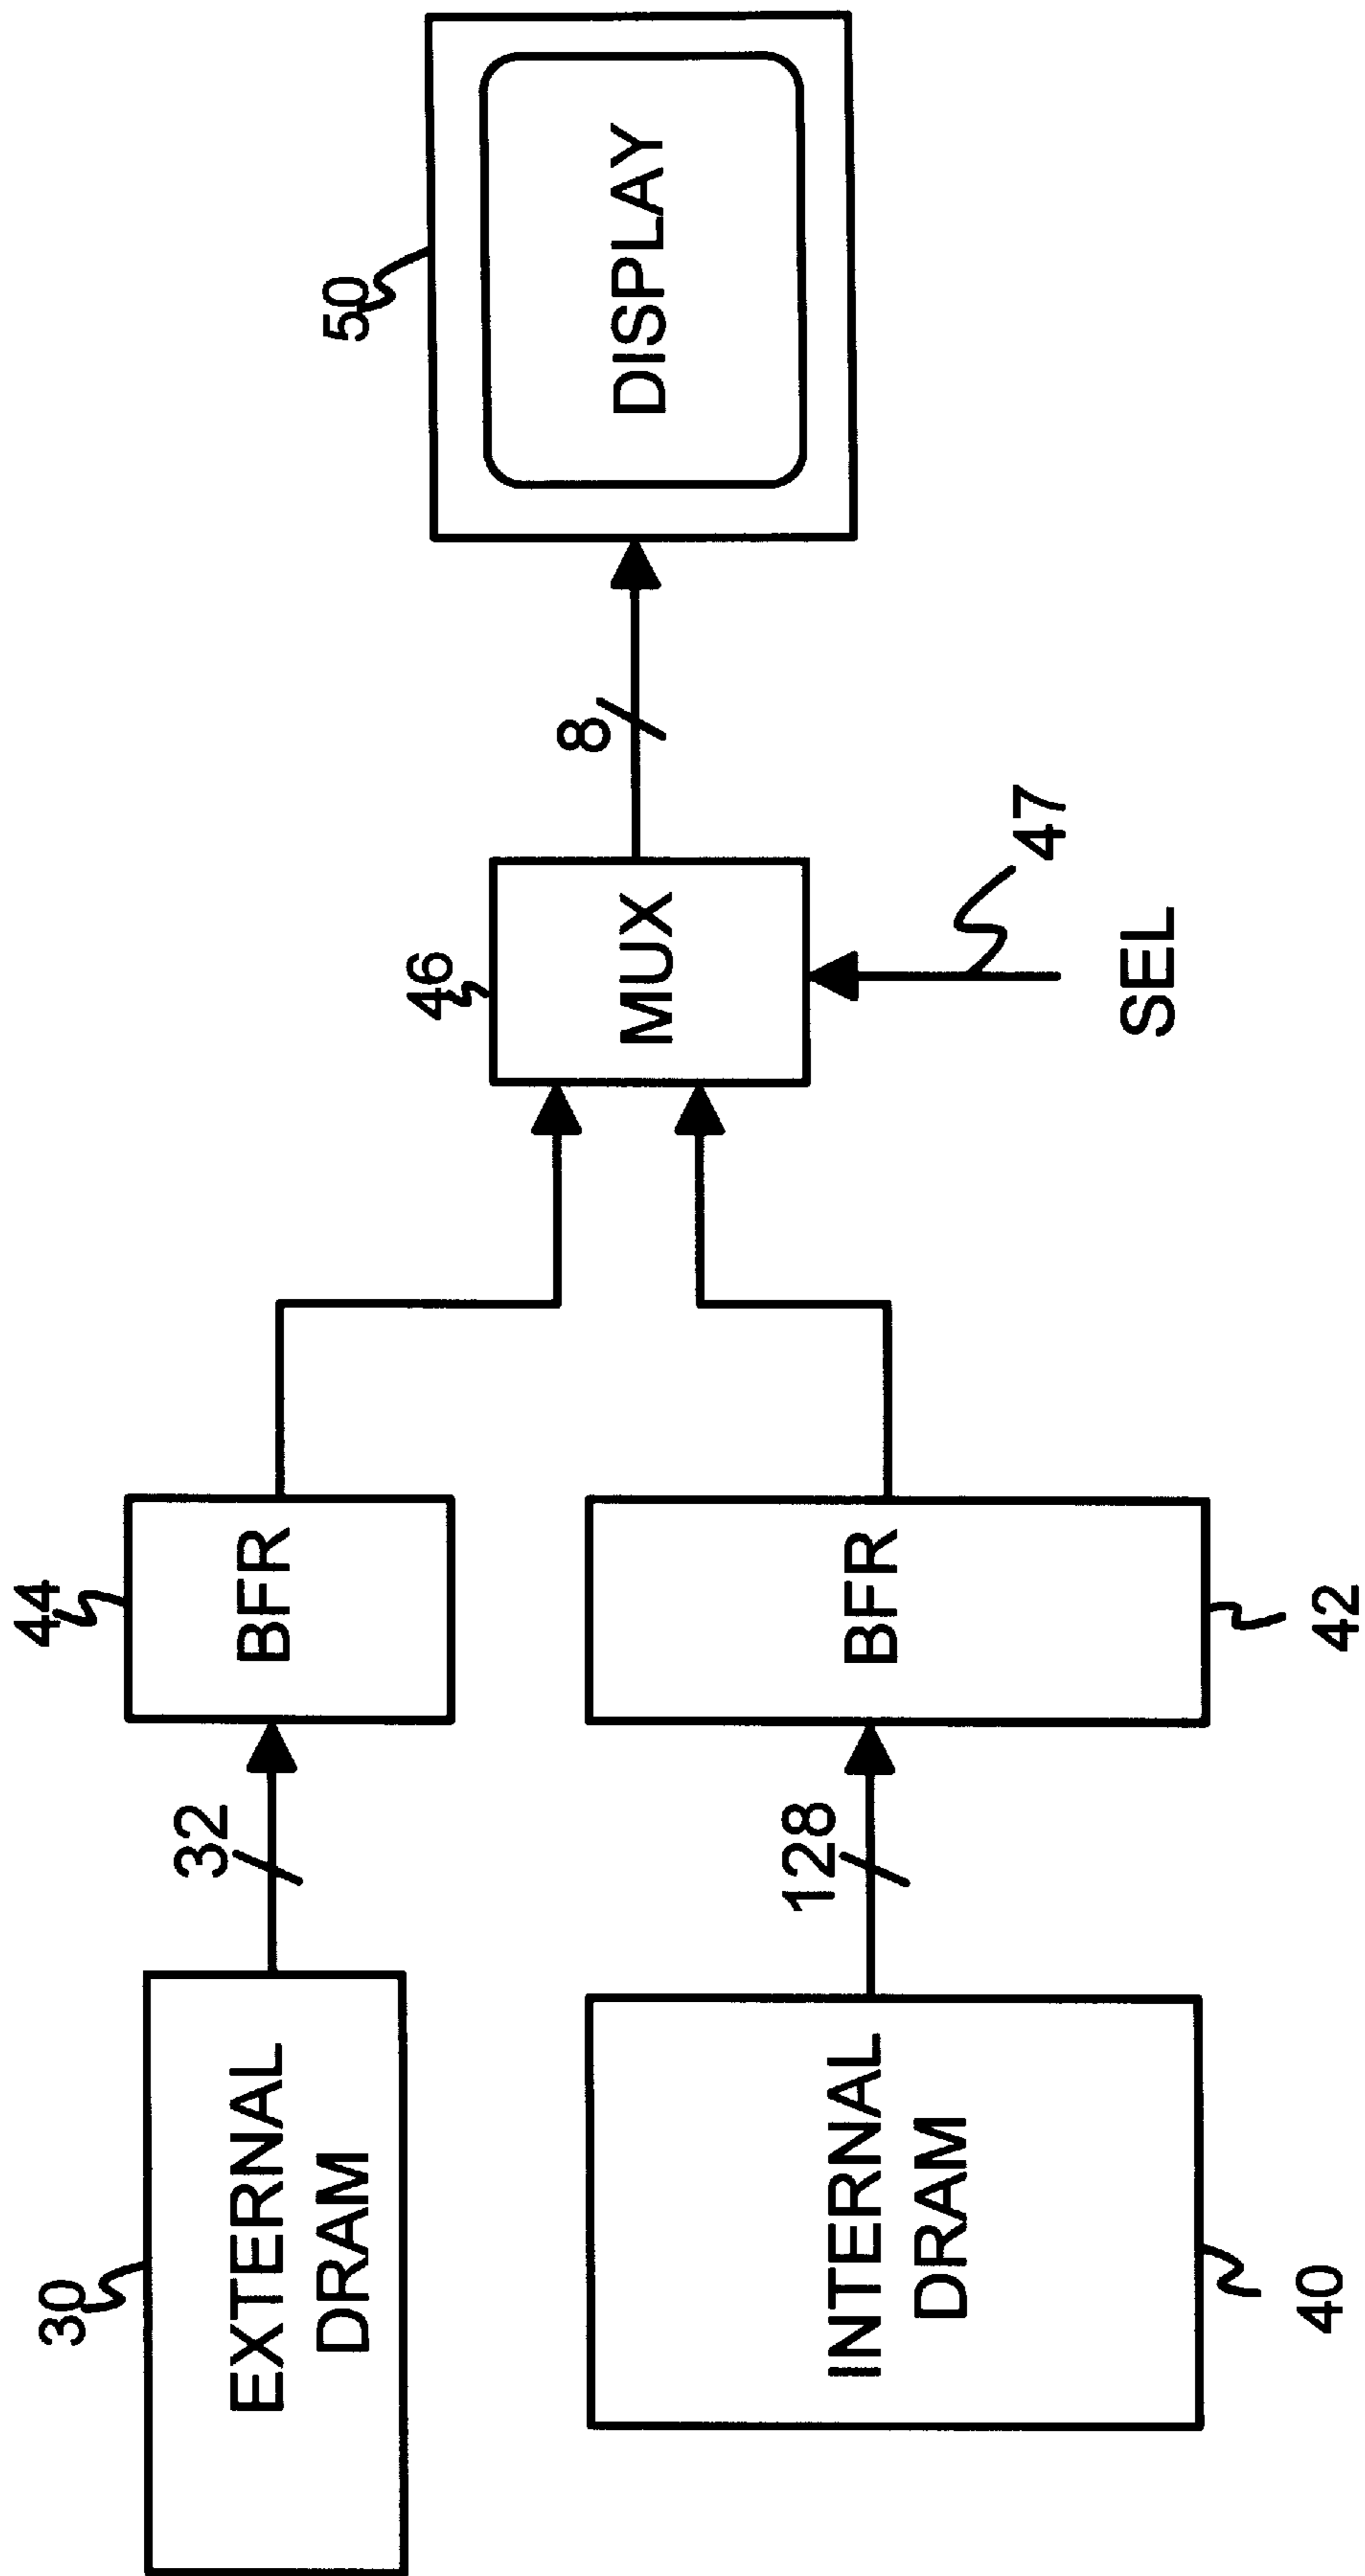 30
EXTERNAL
DRAM
32
44
BFR
INTERNAL
DRAM
40
128
BFR
42
46
MUX
SEL
47
8
50
DISPLAY